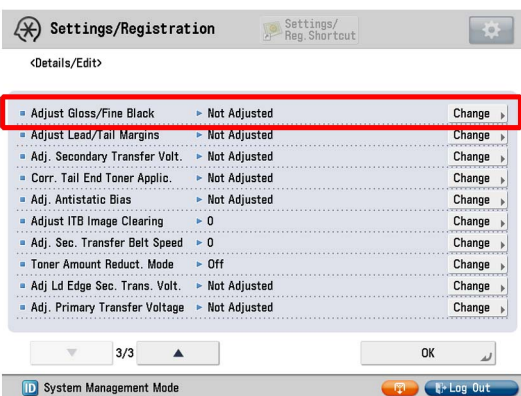 Settings/Registration
Settings/
Reg.Shortcut
<Details/Edit>
Adjust Gloss/Fine Black Not Adjusted Change
Adjust Lead/Tail Margins Not Adjusted Change
Adj. Secondary Transfer Volt. Not Adjusted Change
Corr. Tail End Toner Applic. Not Adjusted Change
Adj. Antistatic Bias Not Adjusted Change
Adjust ITB Image Clearing 0 Change
Adj. Sec. Transfer Belt Speed 0 Change
Toner Amount Reduct. Mode Off Change
Adj Ld Edge Sec. Trans. Volt. Not Adjusted Change
Adj. Primary Transfer Voltage Not Adjusted Change
3/3 OK
ID System Management Mode Log Out